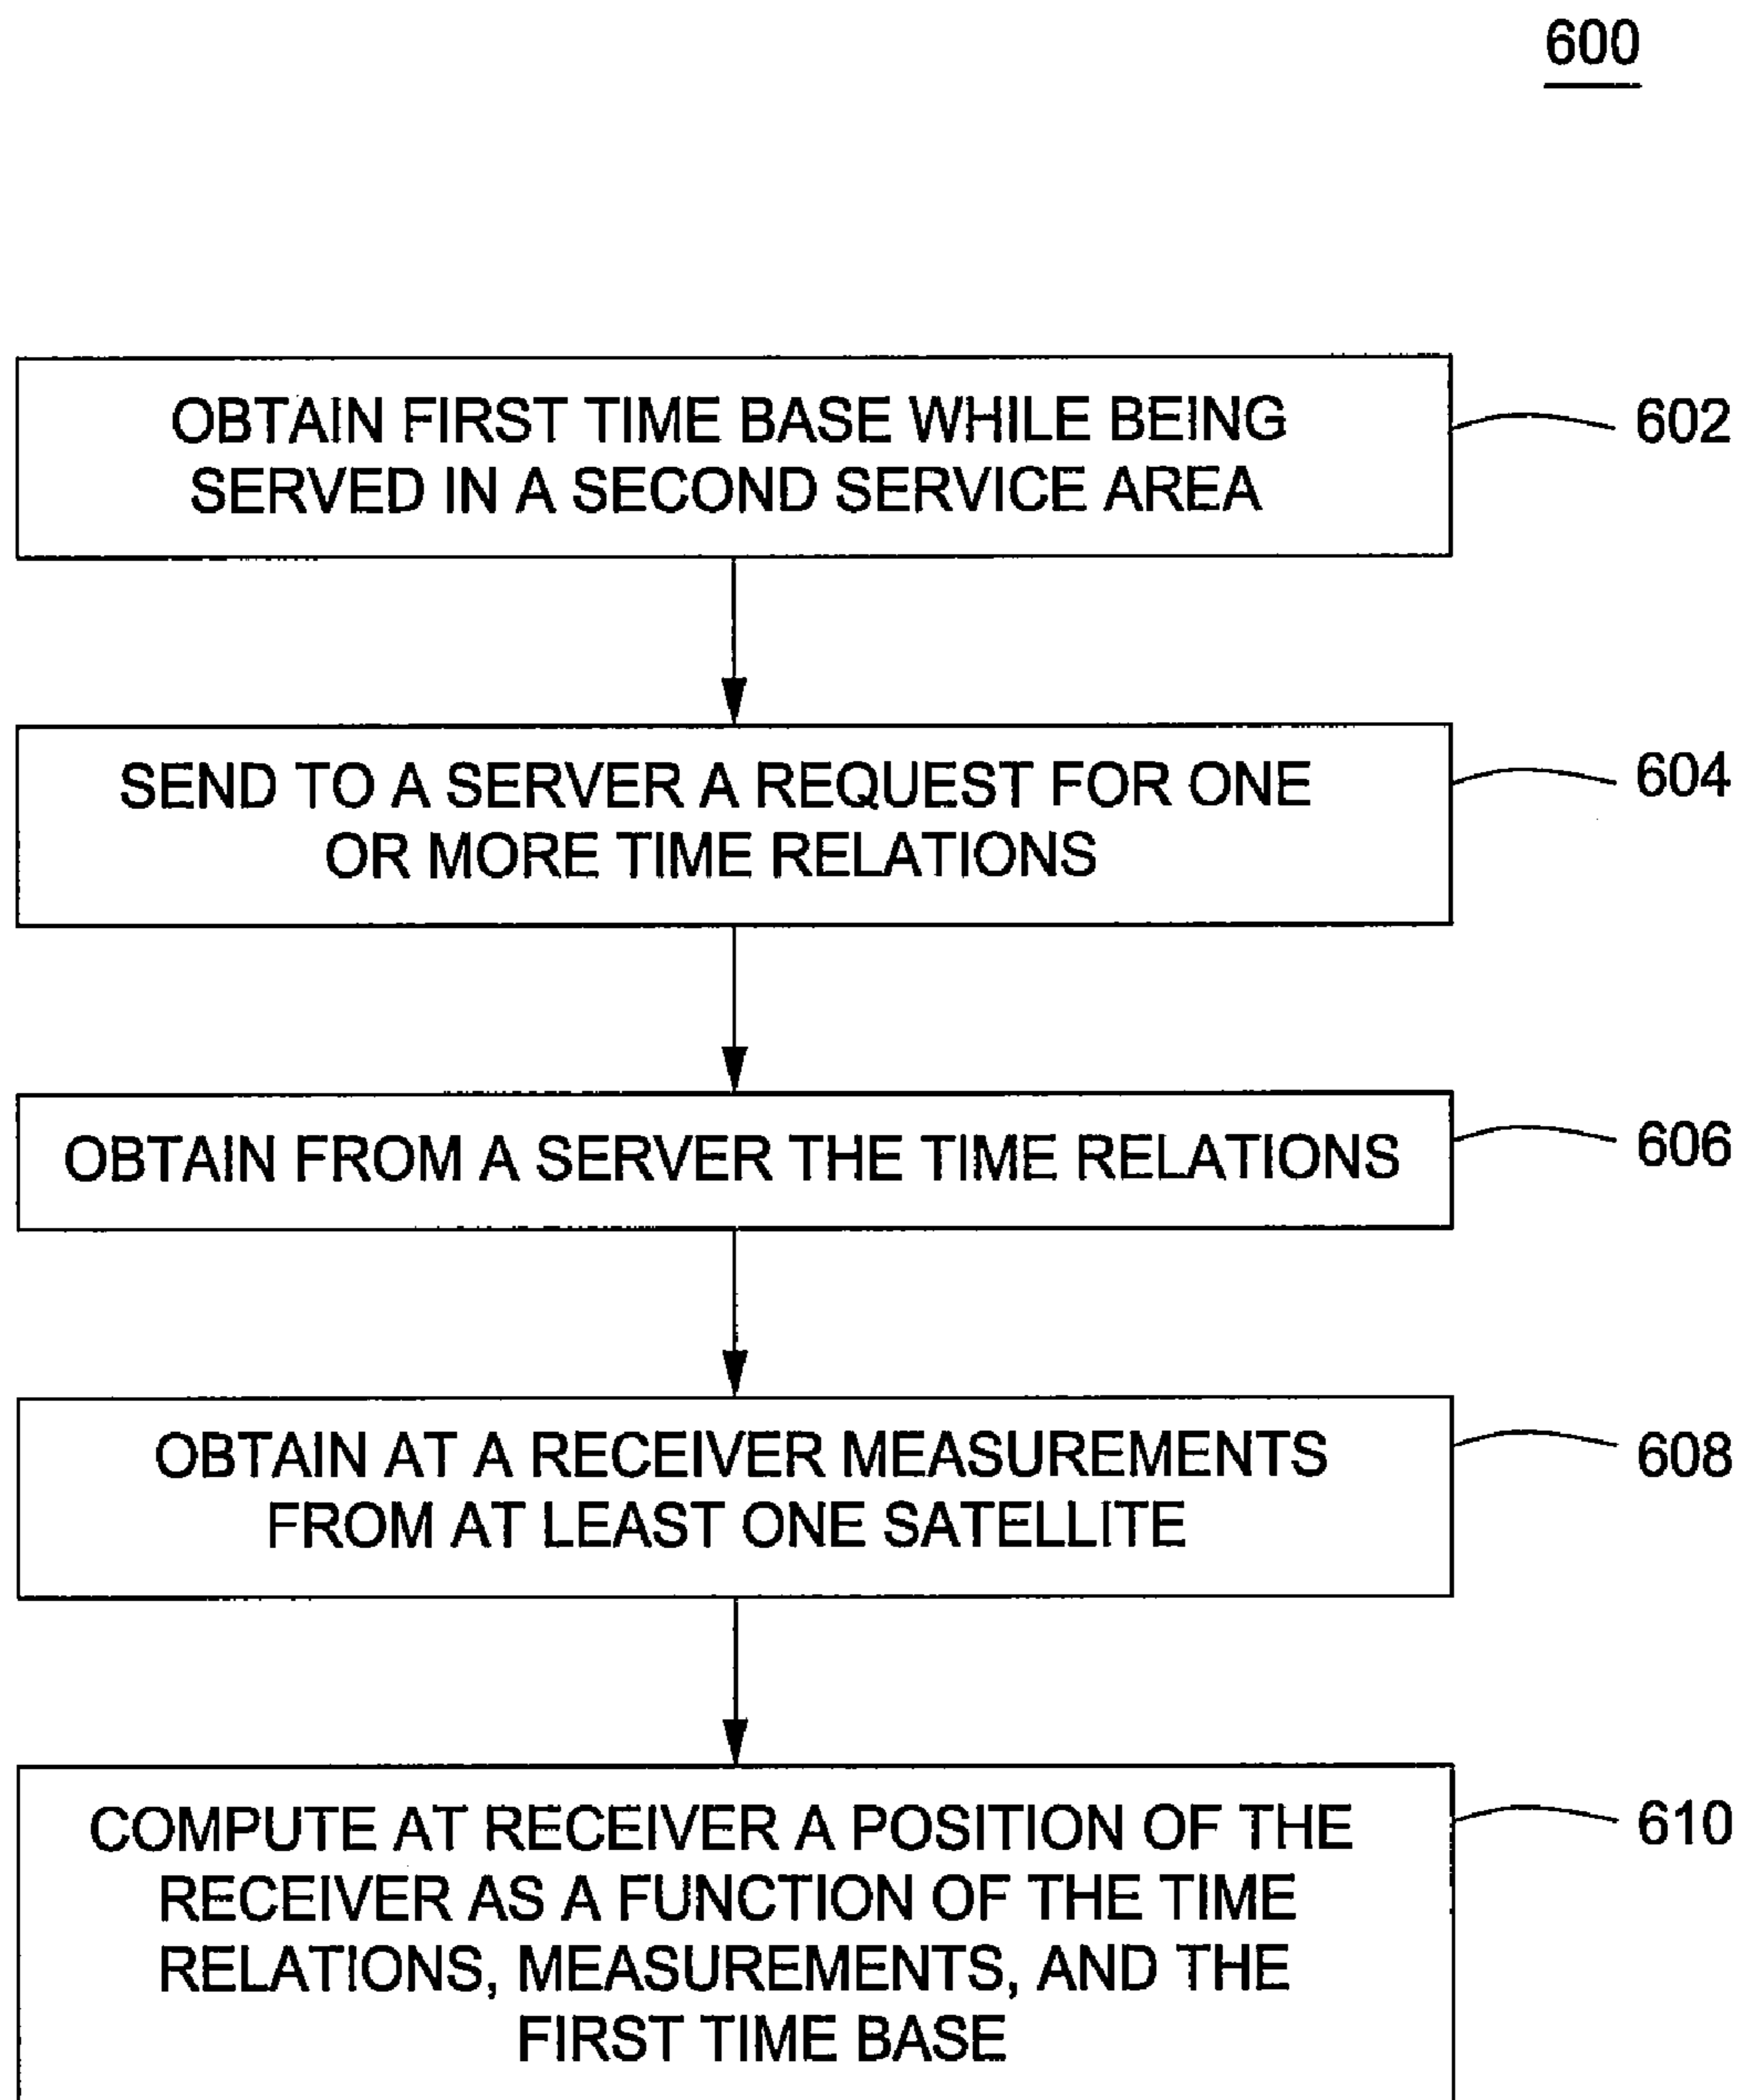 600
OBTAIN FIRST TIME BASE WHILE BEING
SERVED IN A SECOND SERVICE AREA
602
SEND TO A SERVER A REQUEST FOR ONE
OR MORE TIME RELATIONS
604
OBTAIN FROM A SERVER THE TIME RELATIONS
606
OBTAIN AT A RECEIVER MEASUREMENTS
FROM AT LEAST ONE SATELLITE
608
COMPUTE AT RECEIVER A POSITION OF THE
RECEIVER AS A FUNCTION OF THE TIME
RELATIONS, MEASUREMENTS, AND THE
FIRST TIME BASE
610